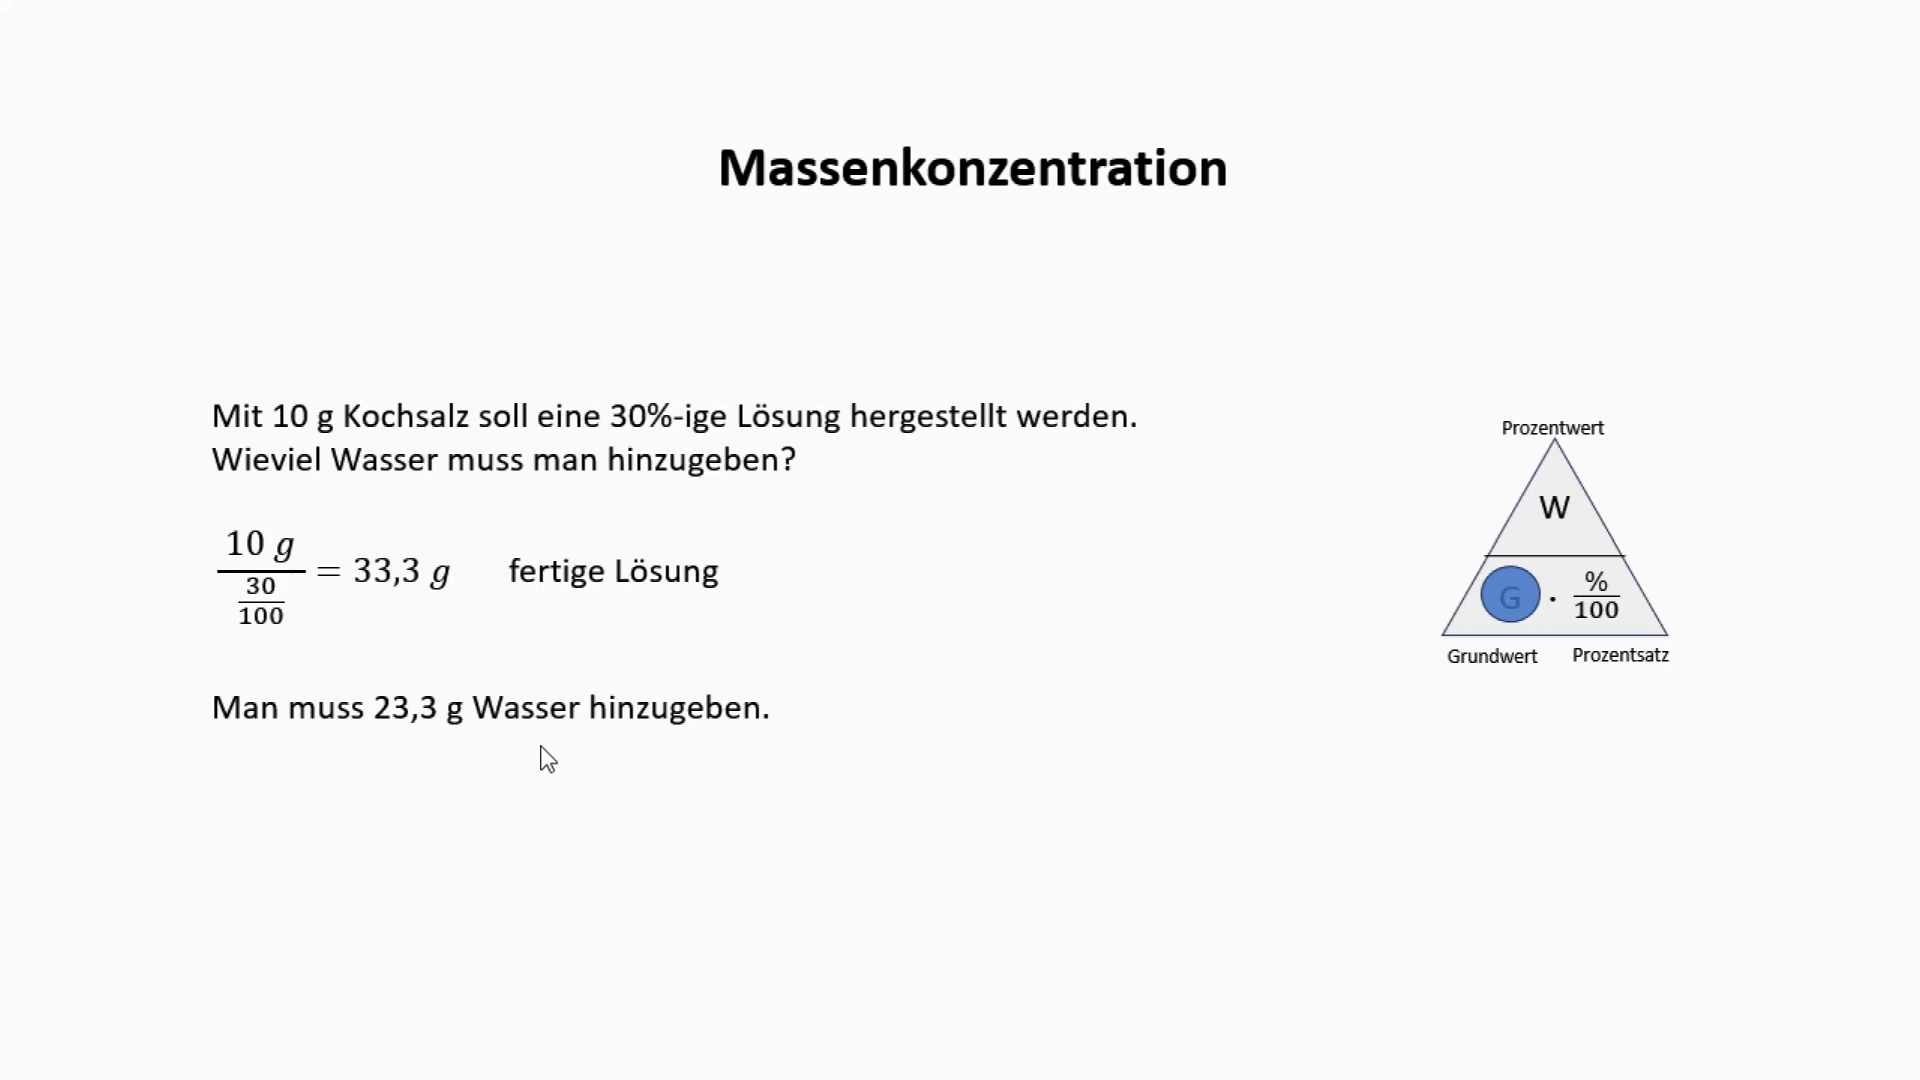 Massenkonzentration
Mit 10 g Kochsalz soll eine 30%-ige Lösung hergestellt werden.
Wieviel Wasser muss man hinzugeben?
10 g
30
100
= 33,3 g fertige Lösung
Man muss 23,3 g Wasser hinzugeben.
Prozentwert
W
G · %
100
Grundwert Prozentsatz